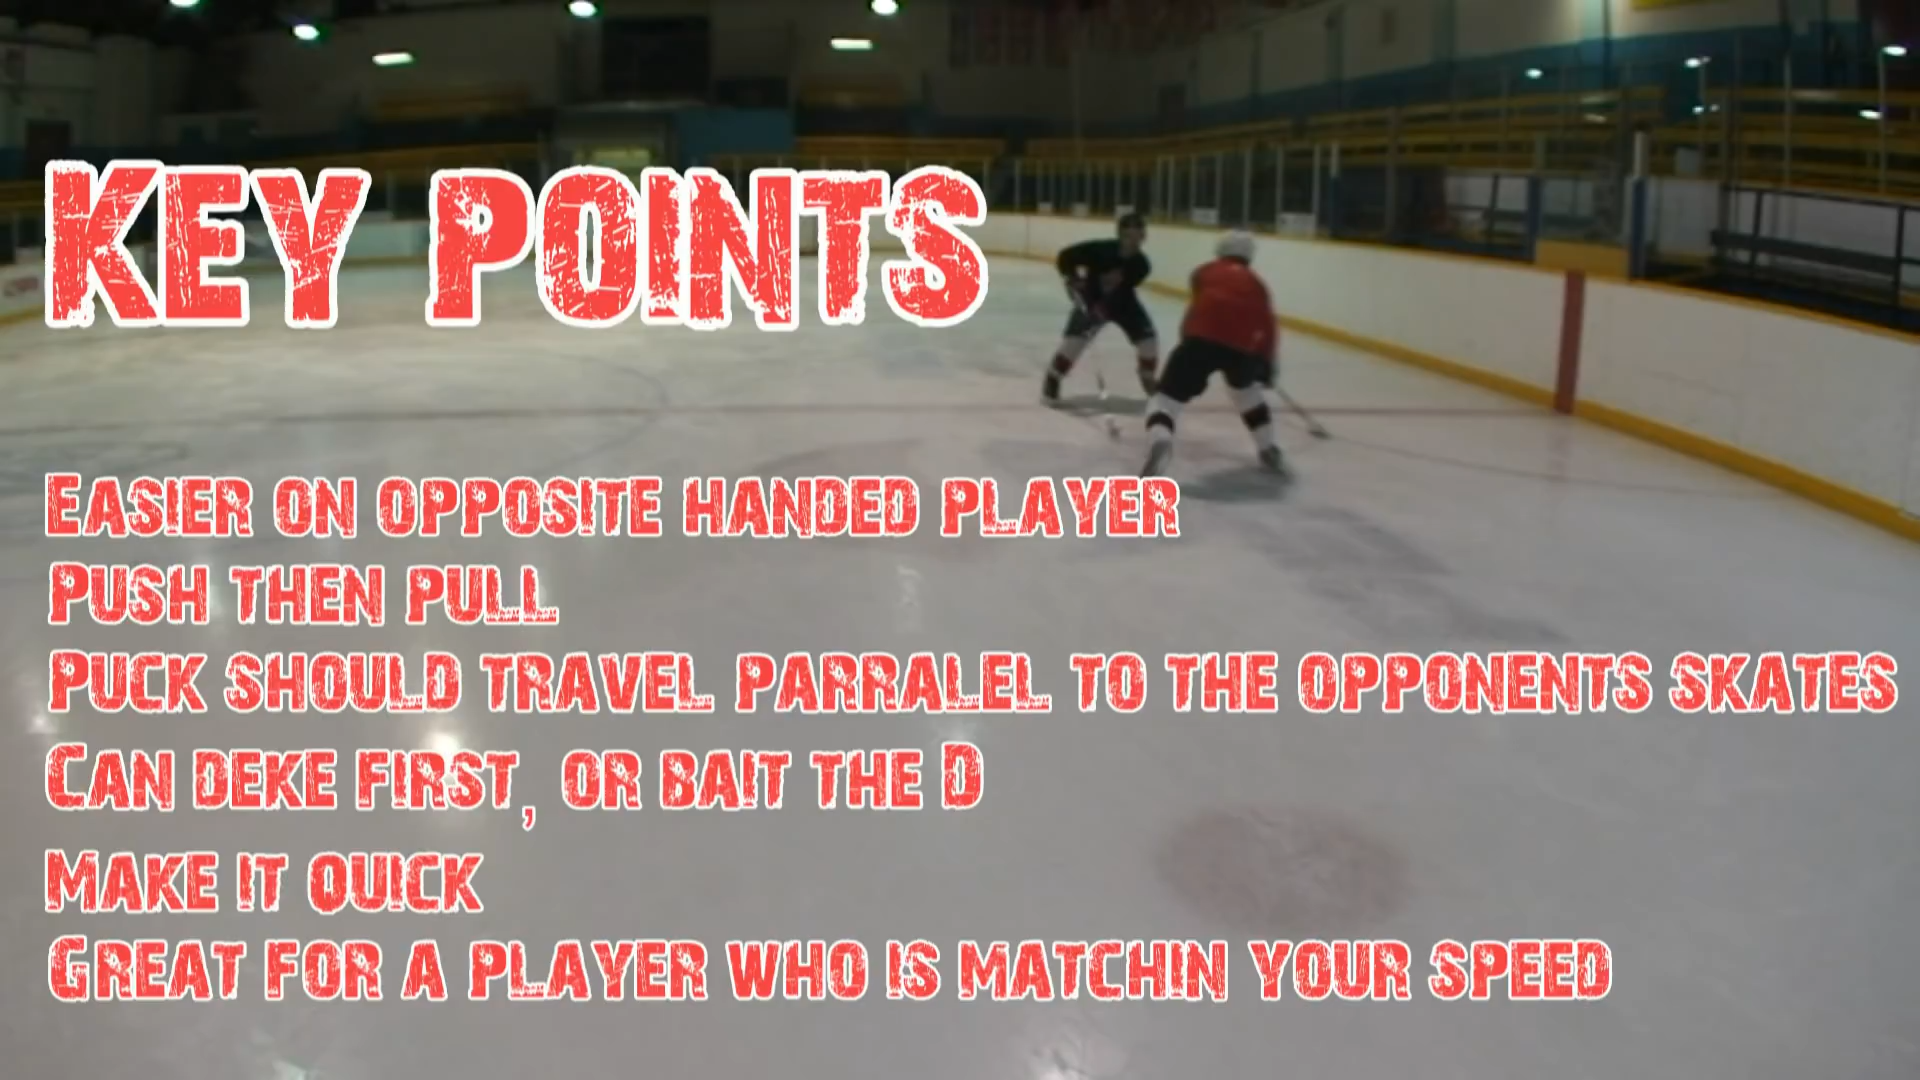 Key Points
Easier on opposite handed player
Push then Pull
Puck should travel parralel to the opponents skates
Can deke first, or bait the D
Make it quick
Great for a player who is matchin your speed